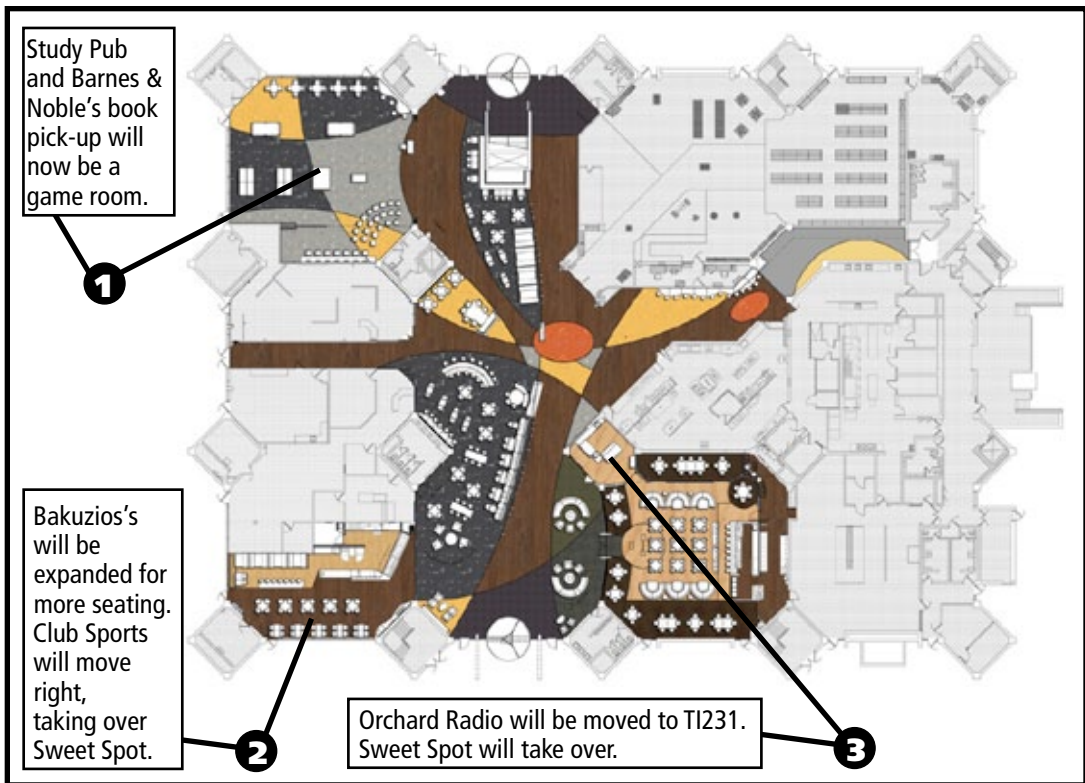 Study Pub
and Barnes &
Noble's book
pick-up will
now be a
game room.
1
Bakuzios's
will be
expanded for
more seating.
Club Sports
will move
right,
taking over
Sweet Spot.
2
Orchard Radio will be moved to TI231.
Sweet Spot will take over.
3